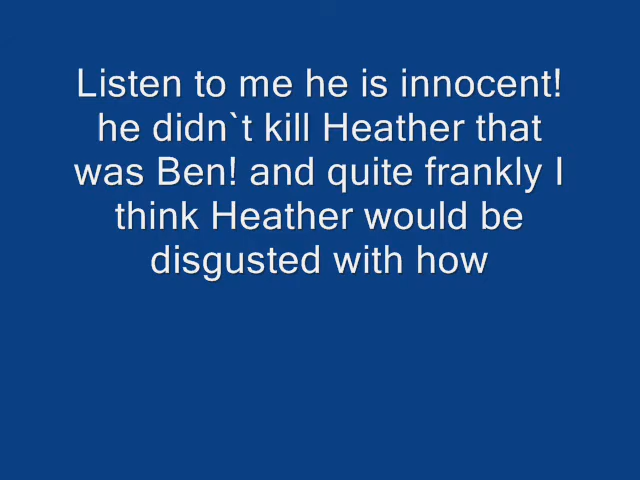 Listen to me he is innocent!
he didn`t kill Heather that
was Ben! and quite frankly I
think Heather would be
disgusted with how